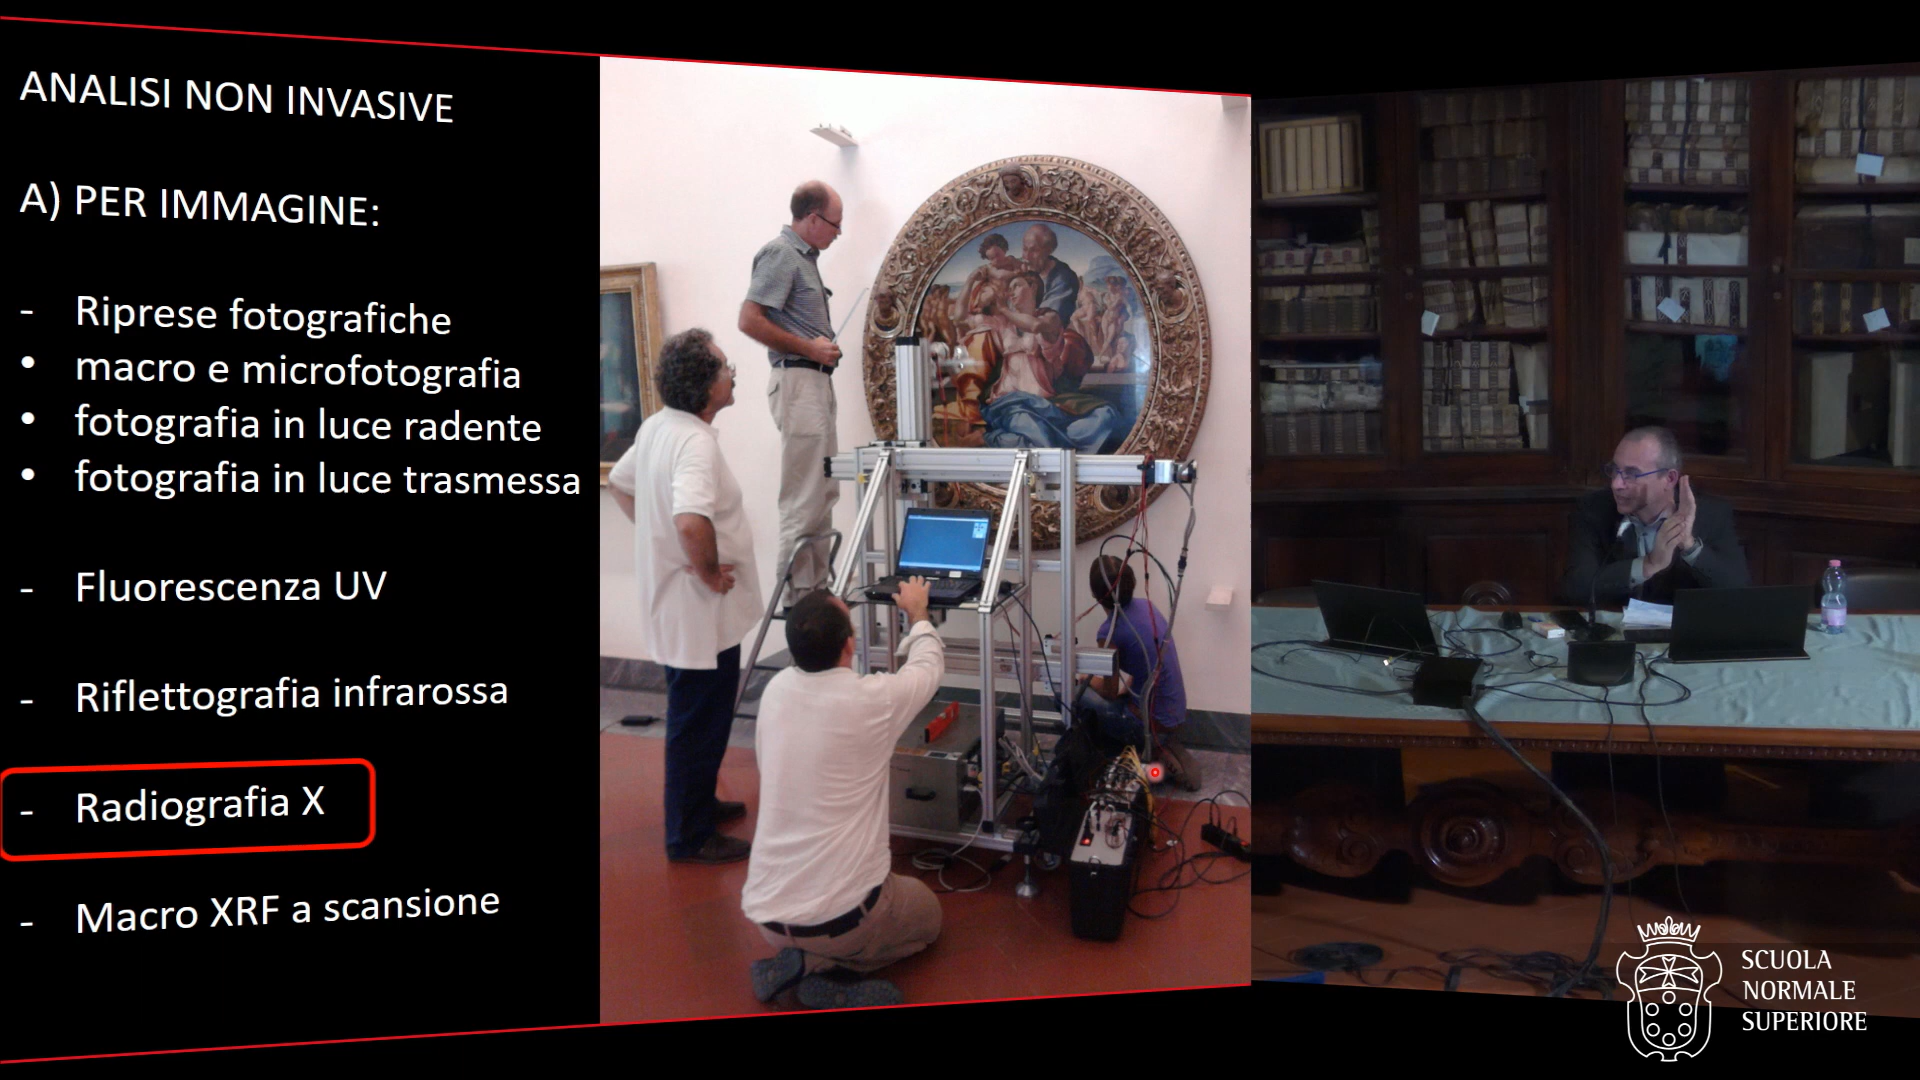 ANALISI NON INVASIVE
A) PER IMMAGINE:
- Riprese fotografiche
• macro e microfotografia
• fotografia in luce radente
• fotografia in luce trasmessa
- Fluorescenza UV
- Riflettografia infrarossa
- Radiografia X
- Macro XRF a scansione
SCUOLA
NORMALE
SUPERIORE